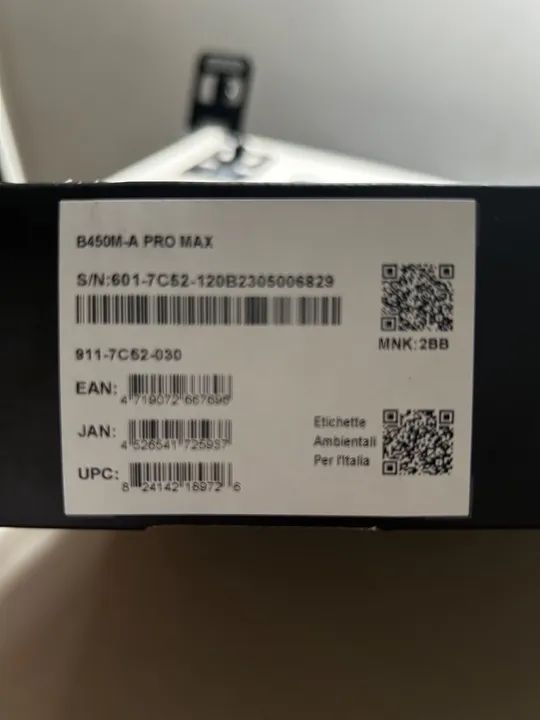 B450M-A PRO MAX
S/N:601-7C52-120B2305006829
MNK:2BB
911-7C52-030
EAN:
4 719072 667696
JAN:
4 526541 725937
UPC:
8 24142 18972 6
Etichette
Ambientali
Per l'Italia